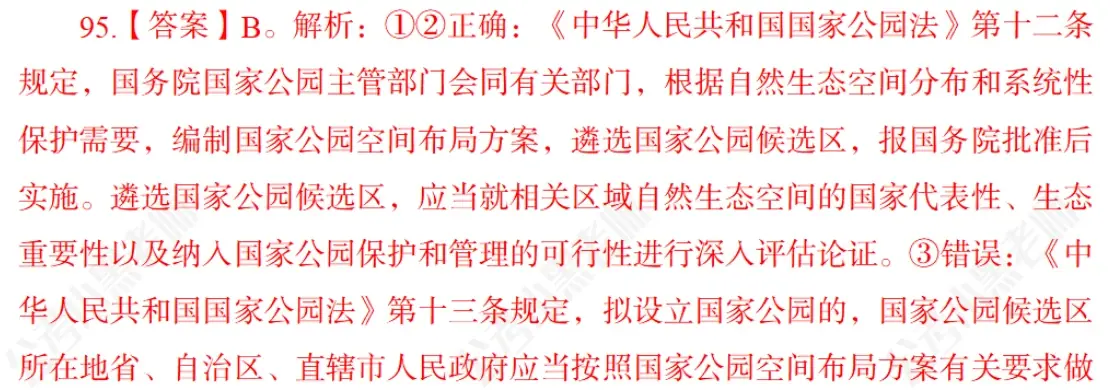 95.【答案】B。解析：①②正确：《中华人民共和国国家公园法》第十二条
规定，国务院国家公园主管部门会同有关部门，根据自然生态空间分布和系统性
保护需要，编制国家公园空间布局方案，遴选国家公园候选区，报国务院批准后
实施。遴选国家公园候选区，应当就相关区域自然生态空间的国家代表性、生态
重要性以及纳入国家公园保护和管理的可行性进行深入评估论证。③错误：《中
华人民共和国国家公园法》第十三条规定，拟设立国家公园的，国家公园候选区
所在地省、自治区、直辖市人民政府应当按照国家公园空间布局方案有关要求做